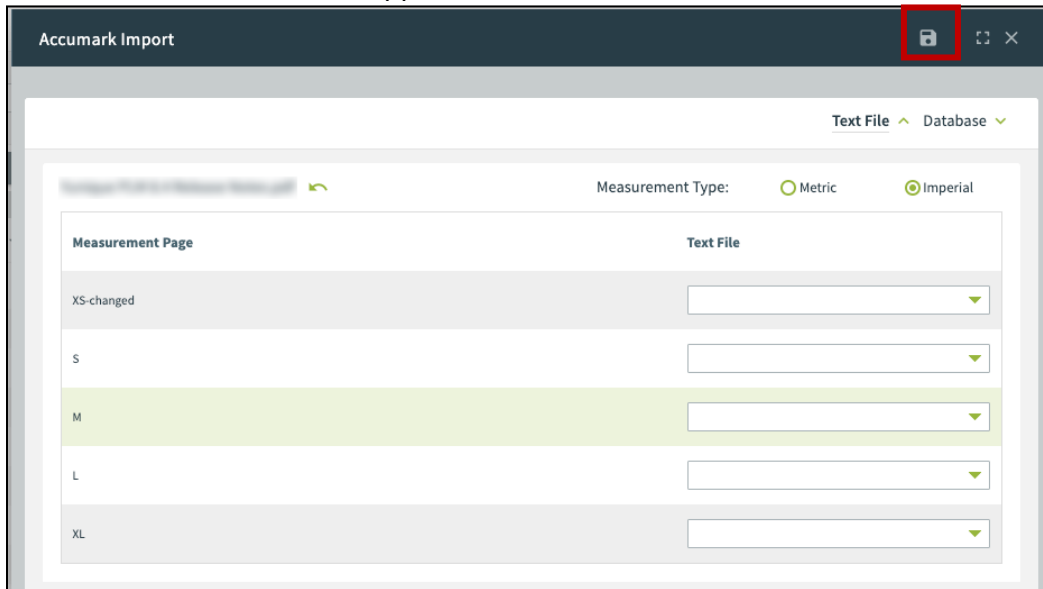 Accumark Import
Text File Database
Measurement Type: Metric Imperial
Measurement Page Text File
XS-changed
S
M
L
XL